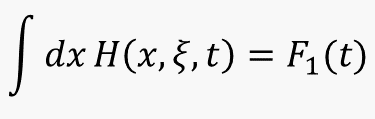 ∫ dx H(x, ξ, t) = F₁(t)